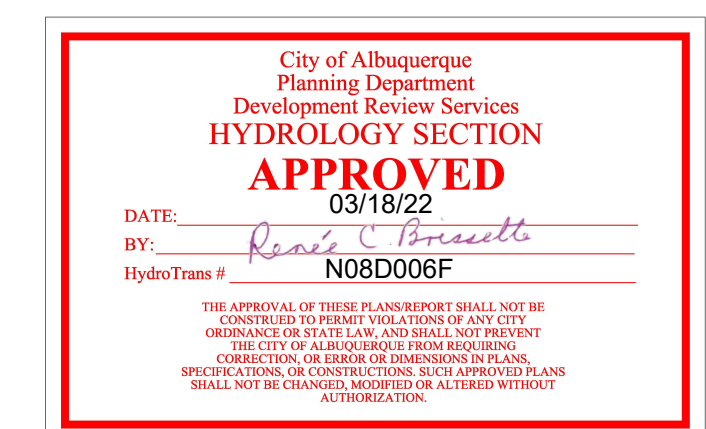 City of Albuquerque
Planning Department
Development Review Services
HYDROLOGY SECTION
APPROVED
DATE: 03/18/22
BY: Renée C. Brissette
HydroTrans # N08D006F
THE APPROVAL OF THESE PLANS/REPORT SHALL NOT BE
CONSTRUED TO PERMIT VIOLATIONS OF ANY CITY
ORDINANCE OR STATE LAW, AND SHALL NOT PREVENT
THE CITY OF ALBUQUERQUE FROM REQUIRING
CORRECTION, OR ERROR OR DIMENSIONS IN PLANS,
SPECIFICATIONS, OR CONSTRUCTIONS. SUCH APPROVED PLANS
SHALL NOT BE CHANGED, MODIFIED OR ALTERED WITHOUT
AUTHORIZATION.